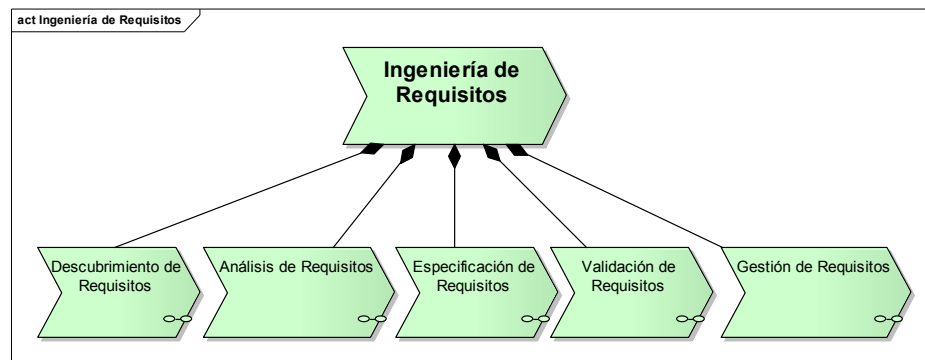 act Ingeniería de Requisitos
Ingeniería de
Requisitos
Descubrimiento de
Requisitos
Análisis de Requisitos
Especificación de
Requisitos
Validación de
Requisitos
Gestión de Requisitos